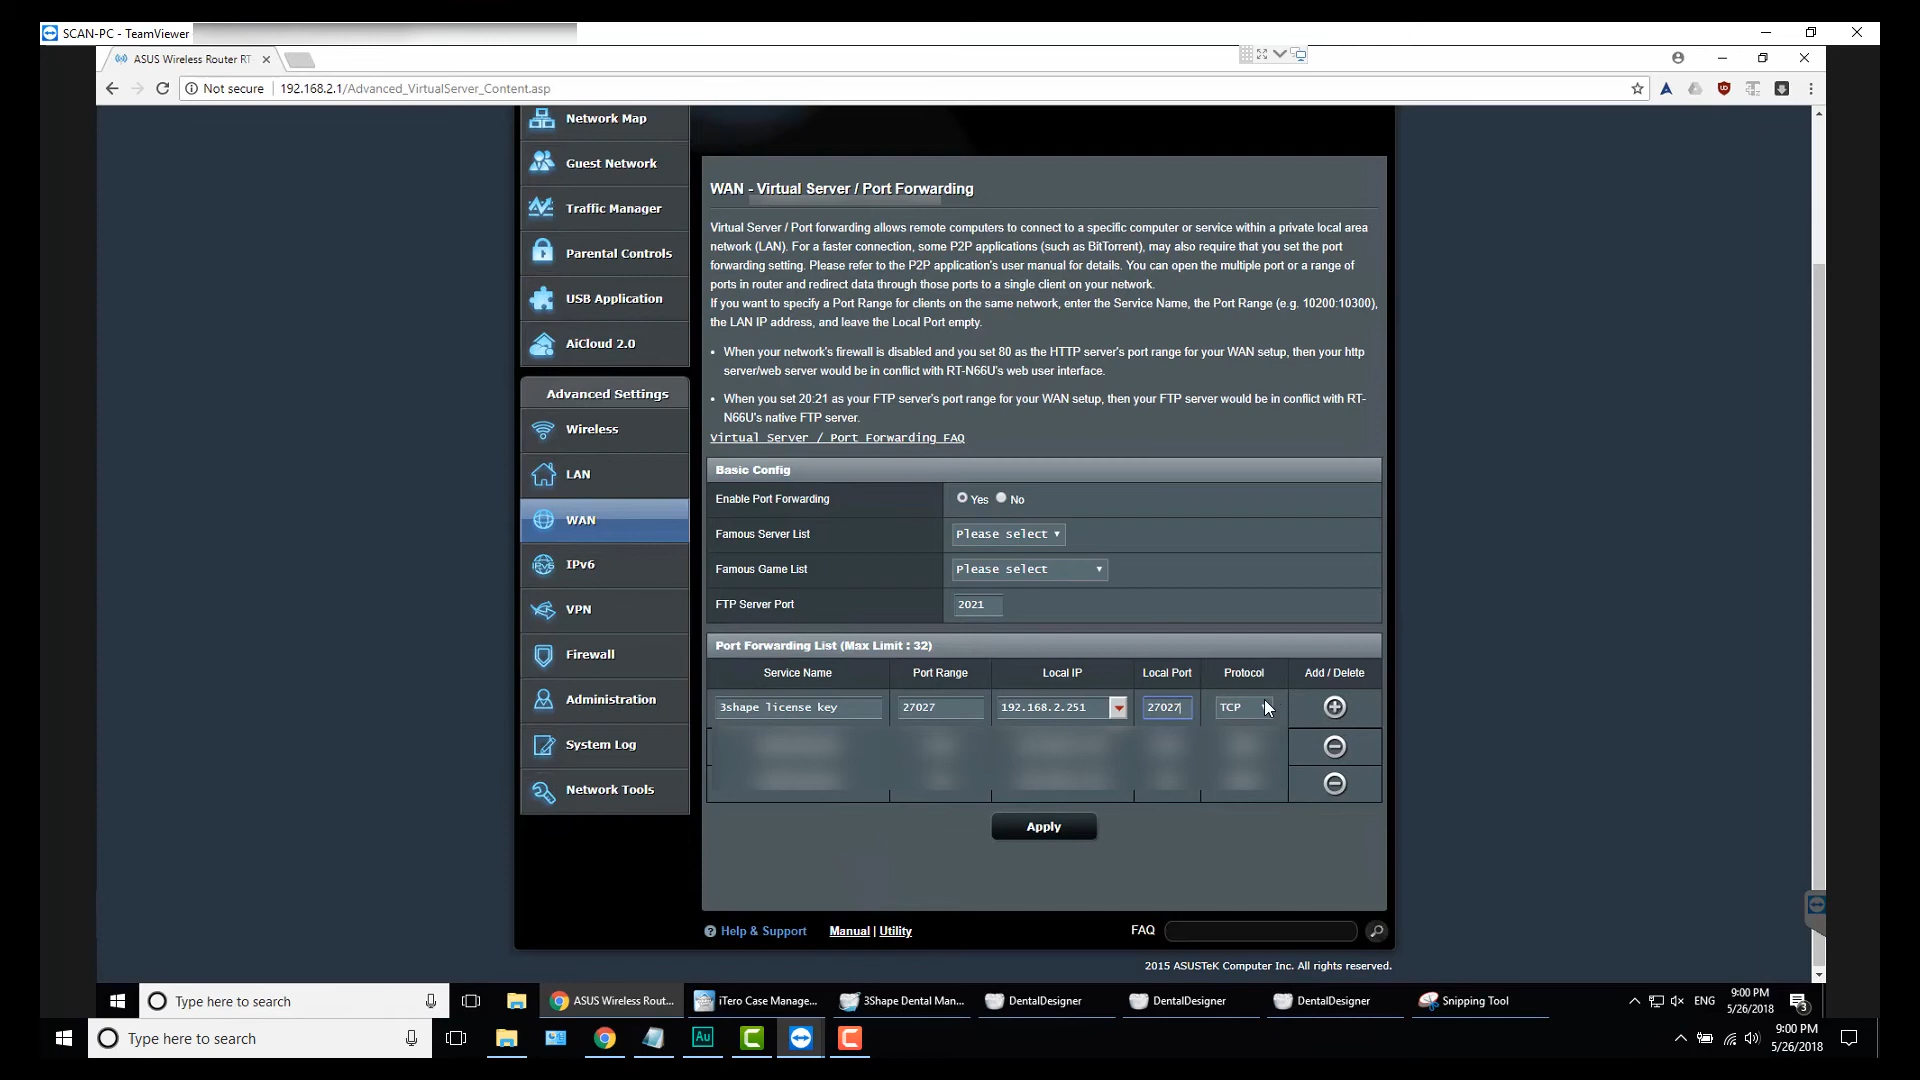 SCAN-PC - TeamViewer
ASUS Wireless Router RT
Not secure 192.168.2.1/Advanced_VirtualServer_Content.asp
Network Map
Guest Network
Traffic Manager
Parental Controls
USB Application
AiCloud 2.0
Advanced Settings
Wireless
LAN
WAN
IPv6
VPN
Firewall
Administration
System Log
Network Tools
WAN - Virtual Server / Port Forwarding
Virtual Server / Port forwarding allows remote computers to connect to a specific computer or service within a private local area
network (LAN). For a faster connection, some P2P applications (such as BitTorrent), may also require that you set the port
forwarding setting. Please refer to the P2P application's user manual for details. You can open the multiple port or a range of
ports in router and redirect data through those ports to a single client on your network.
If you want to specify a Port Range for clients on the same network, enter the Service Name, the Port Range (e.g. 10200:10300),
the LAN IP address, and leave the Local Port empty.
• When your network's firewall is disabled and you set 80 as the HTTP server's port range for your WAN setup, then your http
server/web server would be in conflict with RT-N66U's web user interface.
• When you set 20:21 as your FTP server's port range for your WAN setup, then your FTP server would be in conflict with RT-
N66U's native FTP server.
Virtual Server / Port Forwarding FAQ
Basic Config
Enable Port Forwarding Yes No
Famous Server List Please select
Famous Game List Please select
FTP Server Port 2021
Port Forwarding List (Max Limit : 32)
Service Name Port Range Local IP Local Port Protocol Add / Delete
3shape license key 27027 192.168.2.251 27027 TCP
Apply
Help & Support Manual | Utility FAQ
2015 ASUSTeK Computer Inc. All rights reserved.
Type here to search ASUS Wireless Rout... iTero Case Manage... 3Shape Dental Man... DentalDesigner DentalDesigner DentalDesigner Snipping Tool ENG 9:00 PM
5/26/2018 3
Type here to search Au 9:00 PM
5/26/2018